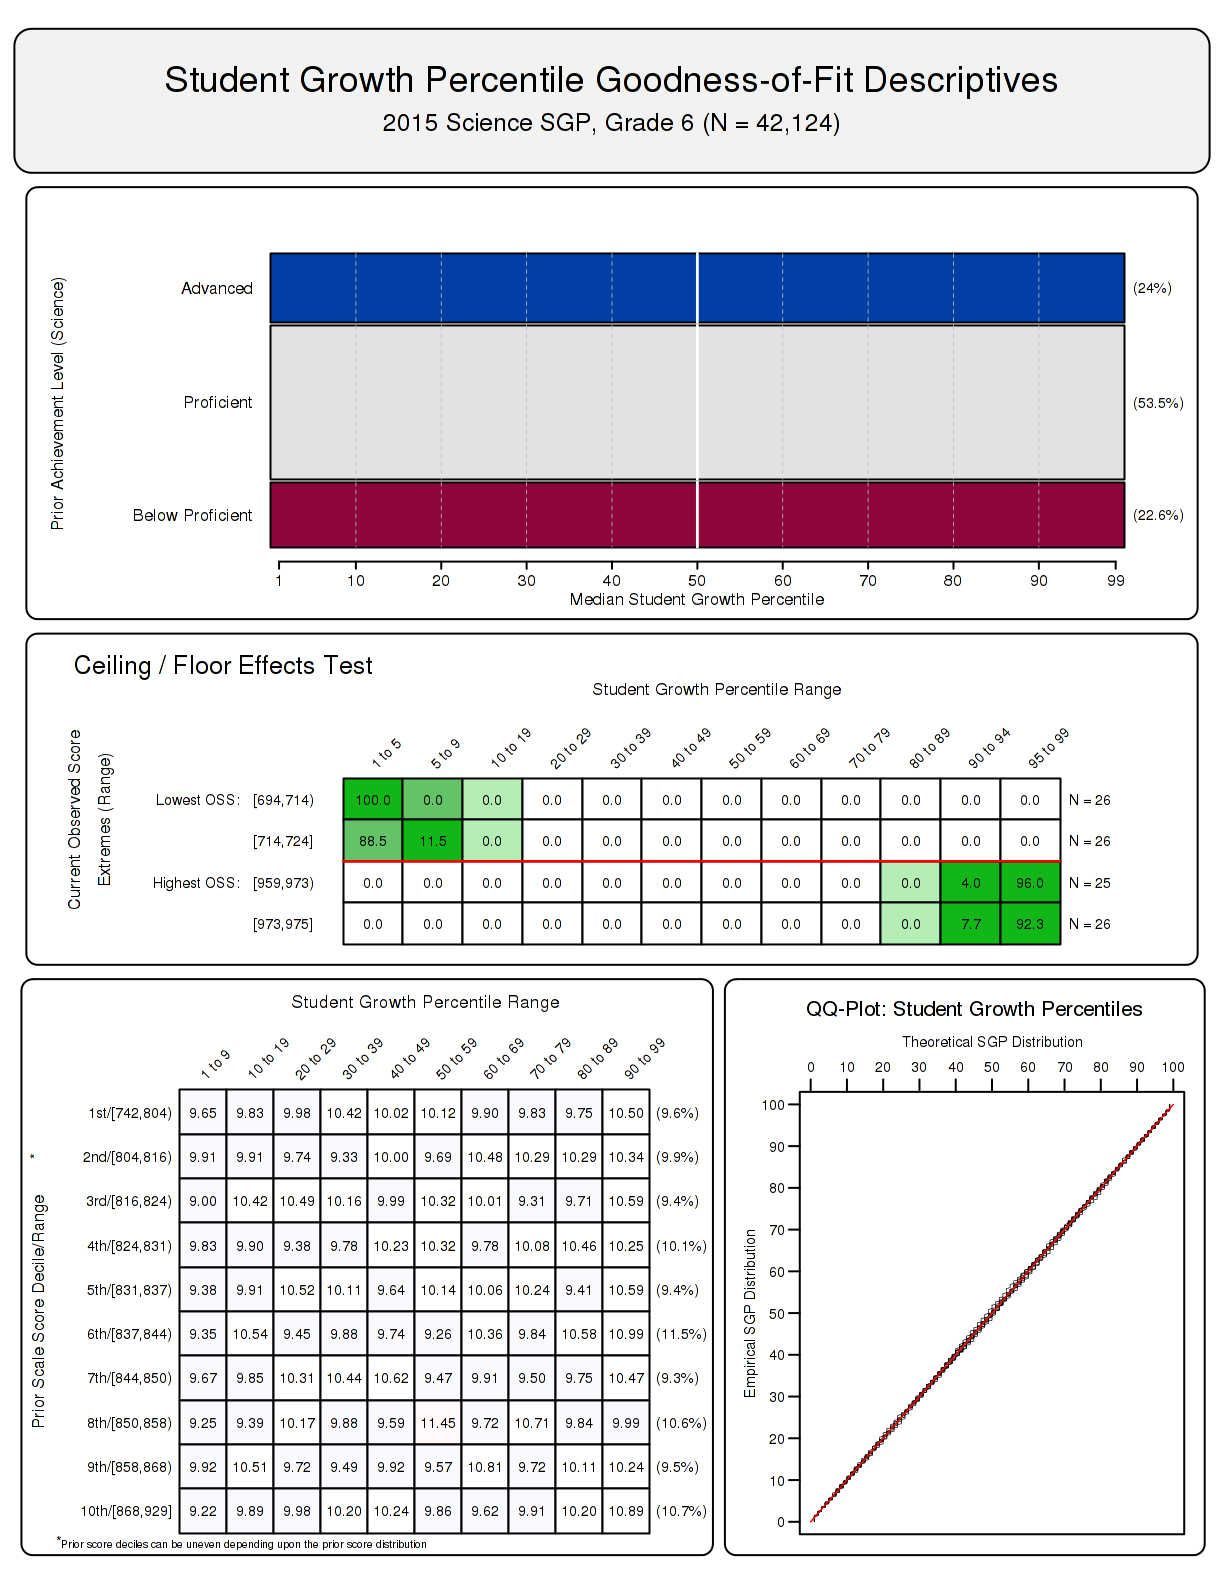 Student Growth Percentile Goodness-of-Fit Descriptives
2015 Science SGP, Grade 6 (N = 42,124)
Prior Achievement Level (Science)
Advanced (24%)
Proficient (53.5%)
Below Proficient (22.6%)
1 10 20 30 40 50 60 70 80 90 99
Median Student Growth Percentile
Ceiling / Floor Effects Test
Student Growth Percentile Range
Current Observed Score
Extremes (Range)
1 to 5 5 to 9 10 to 19 20 to 29 30 to 39 40 to 49 50 to 59 60 to 69 70 to 79 80 to 89 90 to 94 95 to 99
Lowest OSS: [694,714) 100.0 0.0 0.0 0.0 0.0 0.0 0.0 0.0 0.0 0.0 0.0 0.0 N = 26
[714,724] 88.5 11.5 0.0 0.0 0.0 0.0 0.0 0.0 0.0 0.0 0.0 0.0 N = 26
Highest OSS: [959,973) 0.0 0.0 0.0 0.0 0.0 0.0 0.0 0.0 0.0 0.0 4.0 96.0 N = 25
[973,975] 0.0 0.0 0.0 0.0 0.0 0.0 0.0 0.0 0.0 0.0 7.7 92.3 N = 26
Student Growth Percentile Range
Prior Scale Score Decile/Range *
1 to 9 10 to 19 20 to 29 30 to 39 40 to 49 50 to 59 60 to 69 70 to 79 80 to 89 90 to 99
1st/[742,804) 9.65 9.83 9.98 10.42 10.02 10.12 9.90 9.83 9.75 10.50 (9.6%)
2nd/[804,816) 9.91 9.91 9.74 9.33 10.00 9.69 10.48 10.29 10.29 10.34 (9.9%)
3rd/[816,824) 9.00 10.42 10.49 10.16 9.99 10.32 10.01 9.31 9.71 10.59 (9.4%)
4th/[824,831) 9.83 9.90 9.38 9.78 10.23 10.32 9.78 10.08 10.46 10.25 (10.1%)
5th/[831,837) 9.38 9.91 10.52 10.11 9.64 10.14 10.06 10.24 9.41 10.59 (9.4%)
6th/[837,844) 9.35 10.54 9.45 9.88 9.74 9.26 10.36 9.84 10.58 10.99 (11.5%)
7th/[844,850) 9.67 9.85 10.31 10.44 10.62 9.47 9.91 9.50 9.75 10.47 (9.3%)
8th/[850,858) 9.25 9.39 10.17 9.88 9.59 11.45 9.72 10.71 9.84 9.99 (10.6%)
9th/[858,868) 9.92 10.51 9.72 9.49 9.92 9.57 10.81 9.72 10.11 10.24 (9.5%)
10th/[868,929] 9.22 9.89 9.98 10.20 10.24 9.86 9.62 9.91 10.20 10.89 (10.7%)
*Prior score deciles can be uneven depending upon the prior score distribution
QQ-Plot: Student Growth Percentiles
Theoretical SGP Distribution
0 10 20 30 40 50 60 70 80 90 100
Empirical SGP Distribution
100
90
80
70
60
50
40
30
20
10
0